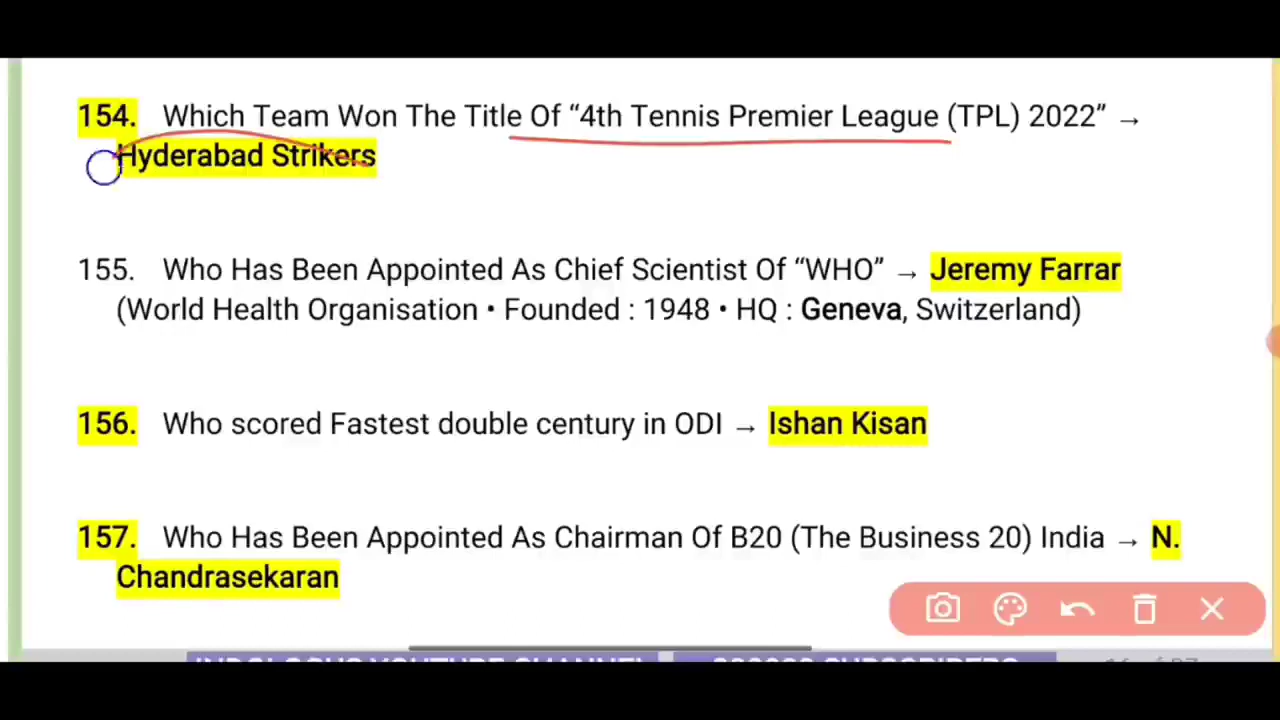 154. Which Team Won The Title Of “4th Tennis Premier League (TPL) 2022” →
Hyderabad Strikers
155. Who Has Been Appointed As Chief Scientist Of “WHO” → Jeremy Farrar
(World Health Organisation • Founded : 1948 • HQ : Geneva, Switzerland)
156. Who scored Fastest double century in ODI → Ishan Kisan
157. Who Has Been Appointed As Chairman Of B20 (The Business 20) India → N.
Chandrasekaran